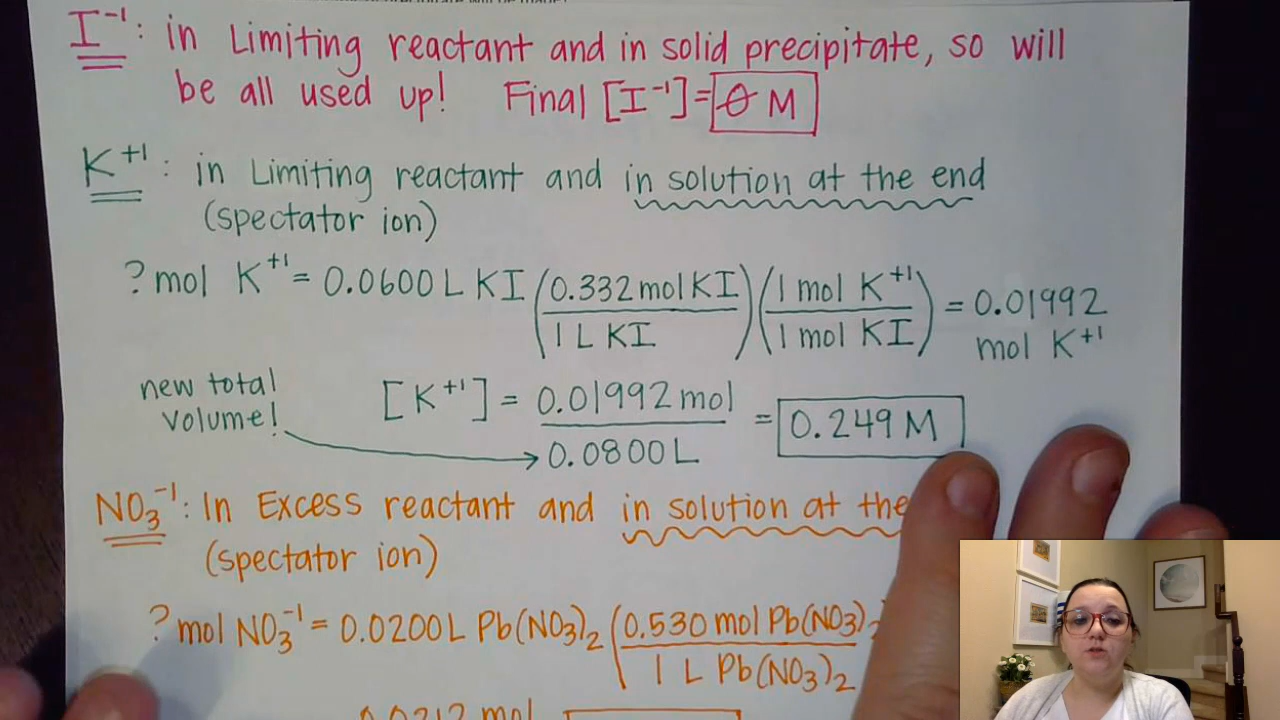 I⁻¹: in Limiting reactant and in solid precipitate, so will
be all used up! Final [I⁻¹] = 0 M
K⁺¹: in Limiting reactant and in solution at the end
(spectator ion)
? mol K⁺¹ = 0.0600 L KI (0.332 mol KI / 1 L KI) (1 mol K⁺¹ / 1 mol KI) = 0.01992
mol K⁺¹
new total
volume!
[K⁺¹] = 0.01992 mol / 0.0800 L = 0.249 M
NO₃⁻¹: In Excess reactant and in solution at the
(spectator ion)
? mol NO₃⁻¹ = 0.0200 L Pb(NO₃)₂ (0.530 mol Pb(NO₃)₂ / 1 L Pb(NO₃)₂
0.0212 mol